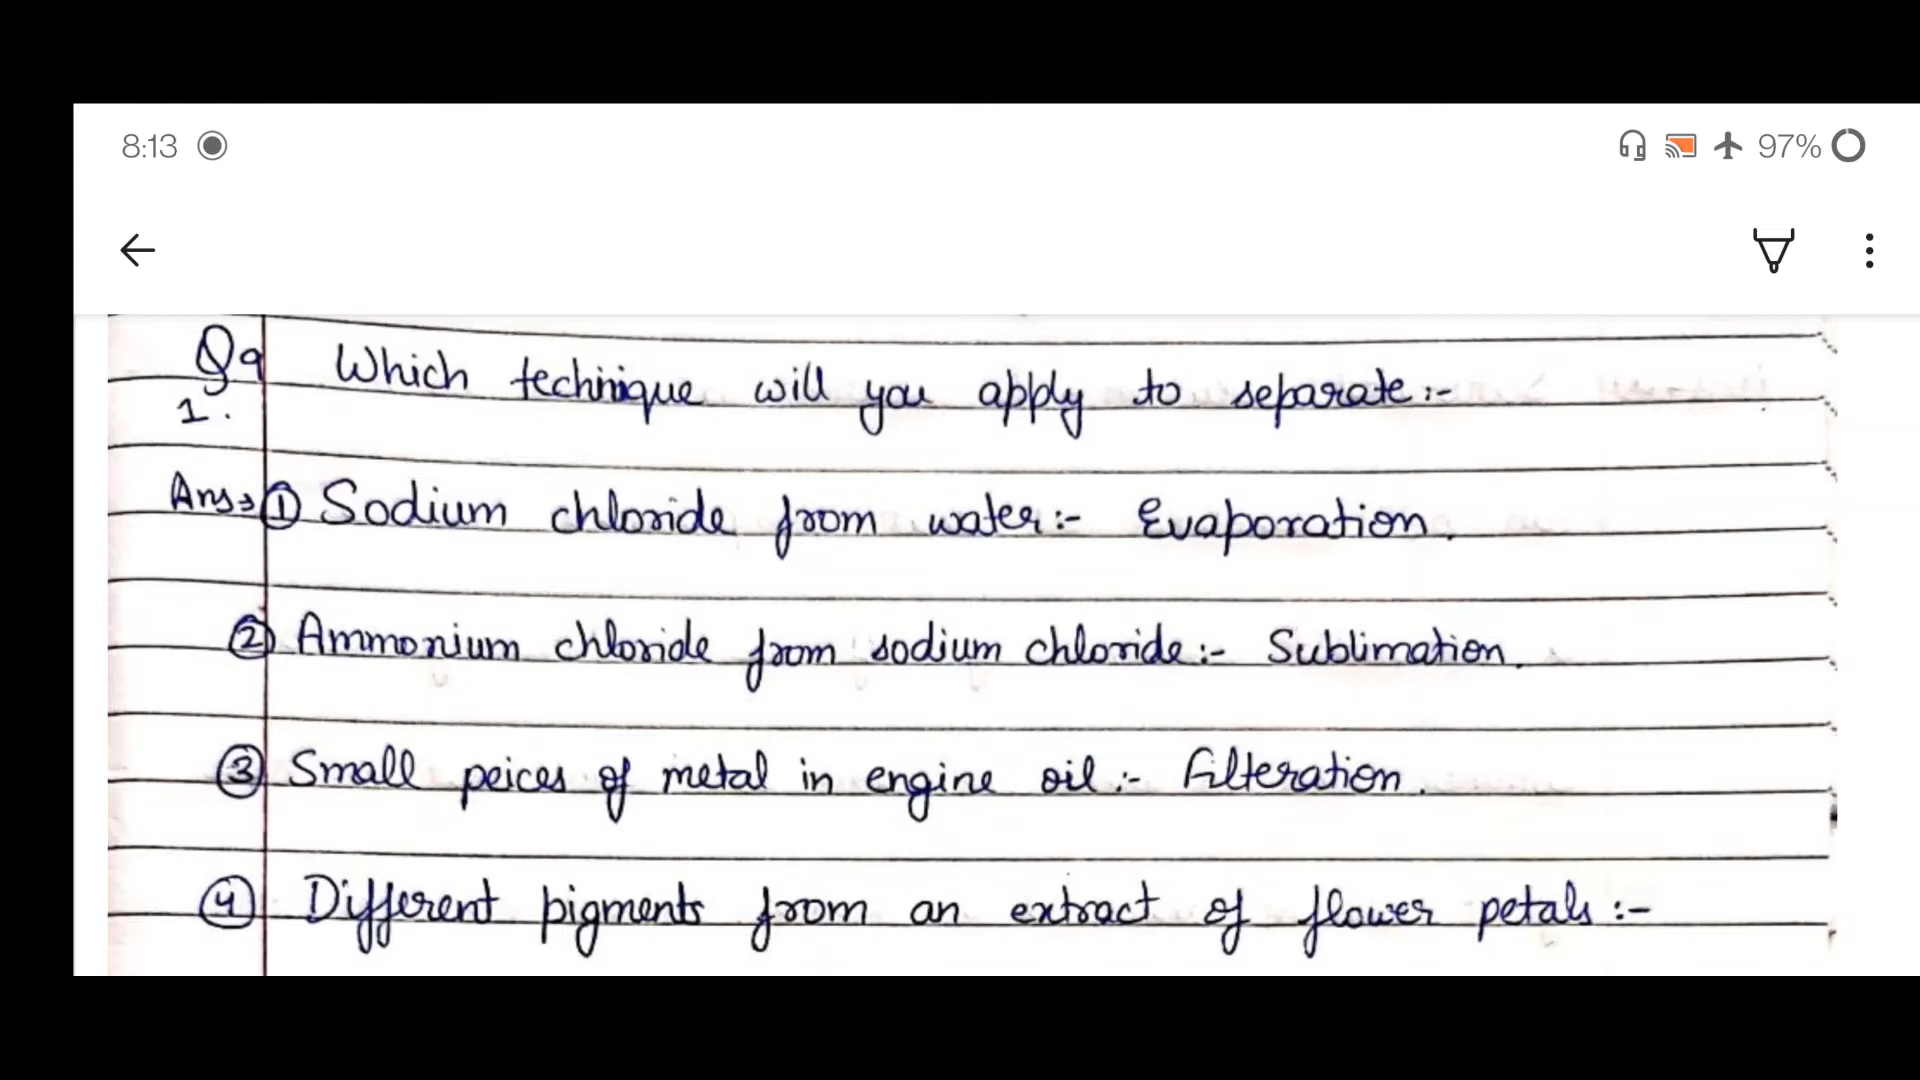 8:13 97%
Q9 Which technique will you apply to separate:-
1.
Ans→ ① Sodium chloride from water:- Evaporation.
② Ammonium chloride from sodium chloride:- Sublimation.
③ Small peices of metal in engine oil:- Filteration.
④ Different pigments from an extract of flower petals:-